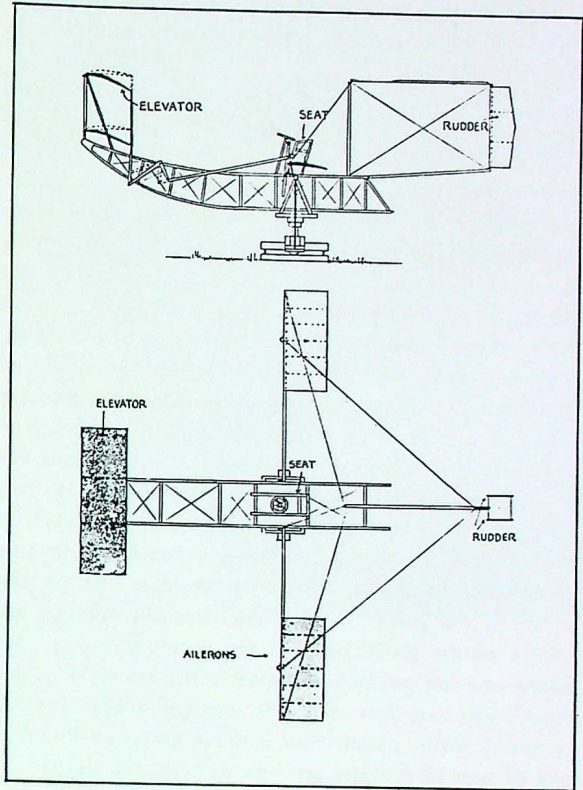 ELEVATOR
SEAT
RUDDER
ELEVATOR
SEAT
RUDDER
AILERONS